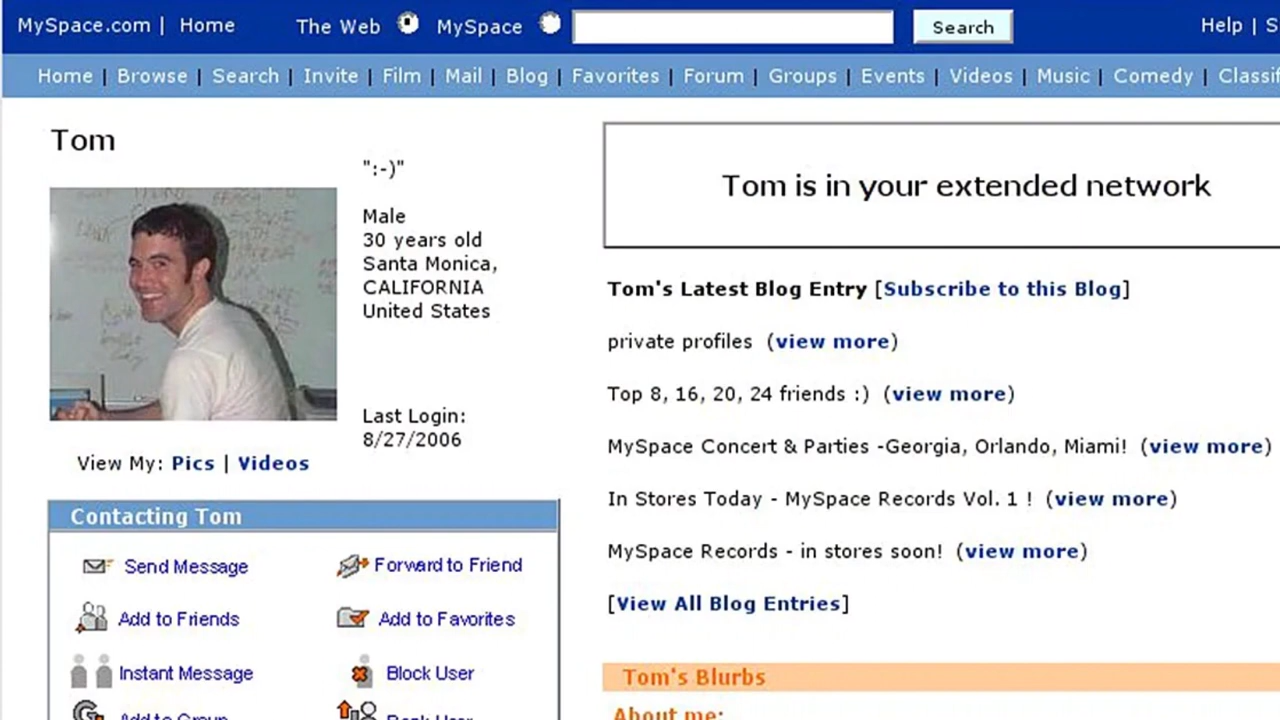 MySpace.com | Home The Web MySpace Search Help | S
Home | Browse | Search | Invite | Film | Mail | Blog | Favorites | Forum | Groups | Events | Videos | Music | Comedy | Classif
Tom
":-)"
Male
30 years old
Santa Monica,
CALIFORNIA
United States
Last Login:
8/27/2006
View My: Pics | Videos
Contacting Tom
Send Message Forward to Friend
Add to Friends Add to Favorites
Instant Message Block User
Add to Group Rank User
Tom is in your extended network
Tom's Latest Blog Entry [Subscribe to this Blog]
private profiles (view more)
Top 8, 16, 20, 24 friends :) (view more)
MySpace Concert & Parties -Georgia, Orlando, Miami! (view more)
In Stores Today - MySpace Records Vol. 1 ! (view more)
MySpace Records - in stores soon! (view more)
[View All Blog Entries]
Tom's Blurbs
About me: